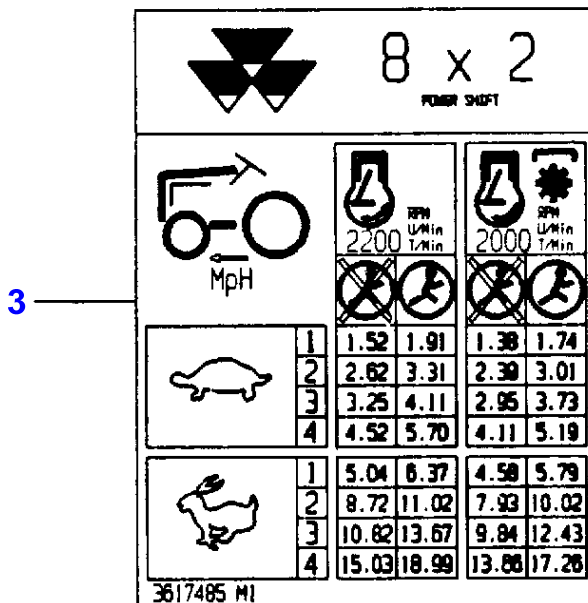 8 x 2
POWER SHIFT
RPM
U/Min
T/Min
2200
RPM
U/Min
T/Min
2000
MpH
3
1 1.52 1.91 1.38 1.74
2 2.62 3.31 2.39 3.01
3 3.25 4.11 2.95 3.73
4 4.52 5.70 4.11 5.19
1 5.04 6.37 4.58 5.79
2 8.72 11.02 7.93 10.02
3 10.82 13.67 9.84 12.43
4 15.03 18.99 13.66 17.26
3617485 M1